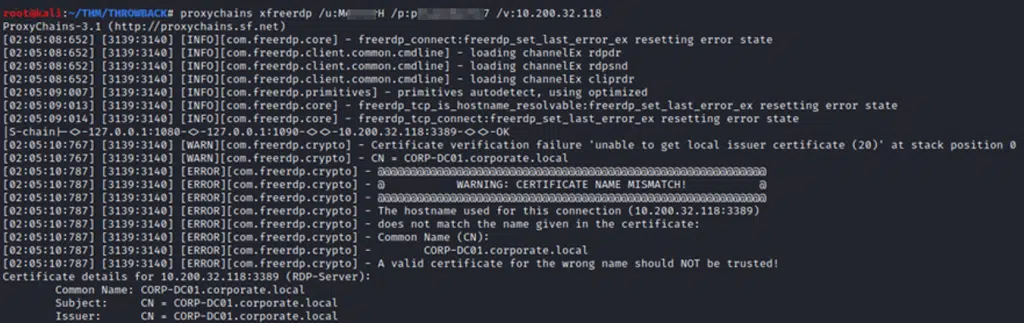 root@kali:~/THM/THROWBACK# proxychains xfreerdp /u:M H /p:p 7 /v:10.200.32.118
ProxyChains-3.1 (http://proxychains.sf.net)
[02:05:08:652] [3139:3140] [INFO][com.freerdp.core] - freerdp_connect:freerdp_set_last_error_ex resetting error state
[02:05:08:652] [3139:3140] [INFO][com.freerdp.client.common.cmdline] - loading channelEx rdpdr
[02:05:08:652] [3139:3140] [INFO][com.freerdp.client.common.cmdline] - loading channelEx rdpsnd
[02:05:08:652] [3139:3140] [INFO][com.freerdp.client.common.cmdline] - loading channelEx cliprdr
[02:05:09:007] [3139:3140] [INFO][com.freerdp.primitives] - primitives autodetect, using optimized
[02:05:09:013] [3139:3140] [INFO][com.freerdp.core] - freerdp_tcp_is_hostname_resolvable:freerdp_set_last_error_ex resetting error state
[02:05:09:014] [3139:3140] [INFO][com.freerdp.core] - freerdp_tcp_connect:freerdp_set_last_error_ex resetting error state
|S-chain|-<>-127.0.0.1:1080-<>-127.0.0.1:1090-<><>-10.200.32.118:3389-<><>-OK
[02:05:10:767] [3139:3140] [WARN][com.freerdp.crypto] - Certificate verification failure 'unable to get local issuer certificate (20)' at stack position 0
[02:05:10:767] [3139:3140] [WARN][com.freerdp.crypto] - CN = CORP-DC01.corporate.local
[02:05:10:787] [3139:3140] [ERROR][com.freerdp.crypto] - @@@@@@@@@@@@@@@@@@@@@@@@@@@@@@@@@@@@@@@@@@@@@@@@@@@@@@@@@@@
[02:05:10:787] [3139:3140] [ERROR][com.freerdp.crypto] - @           WARNING: CERTIFICATE NAME MISMATCH!           @
[02:05:10:787] [3139:3140] [ERROR][com.freerdp.crypto] - @@@@@@@@@@@@@@@@@@@@@@@@@@@@@@@@@@@@@@@@@@@@@@@@@@@@@@@@@@@
[02:05:10:787] [3139:3140] [ERROR][com.freerdp.crypto] - The hostname used for this connection (10.200.32.118:3389)
[02:05:10:787] [3139:3140] [ERROR][com.freerdp.crypto] - does not match the name given in the certificate:
[02:05:10:787] [3139:3140] [ERROR][com.freerdp.crypto] - Common Name (CN):
[02:05:10:787] [3139:3140] [ERROR][com.freerdp.crypto] -        CORP-DC01.corporate.local
[02:05:10:787] [3139:3140] [ERROR][com.freerdp.crypto] - A valid certificate for the wrong name should NOT be trusted!
Certificate details for 10.200.32.118:3389 (RDP-Server):
        Common Name: CORP-DC01.corporate.local
        Subject:     CN = CORP-DC01.corporate.local
        Issuer:      CN = CORP-DC01.corporate.local